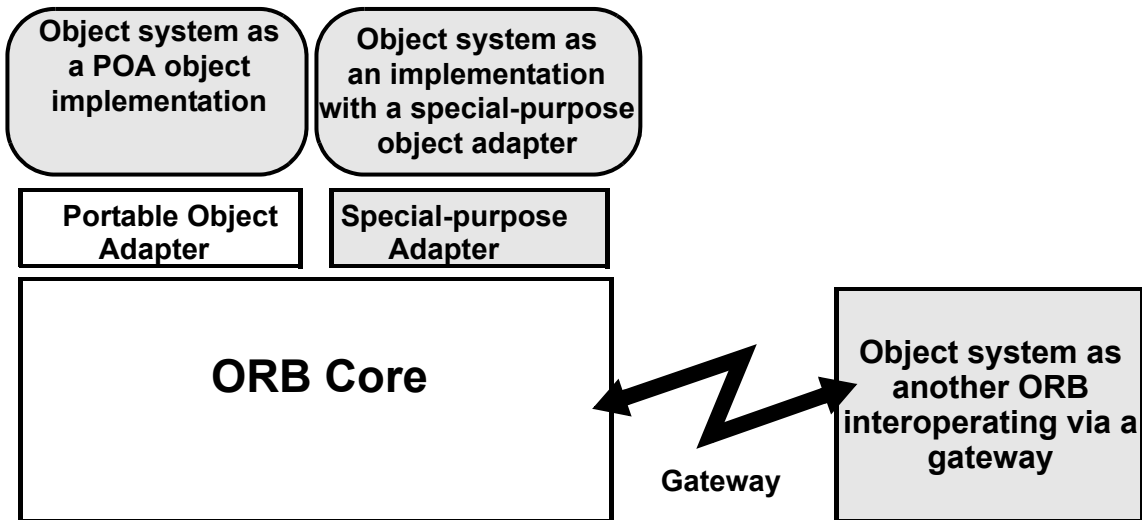 Object system as
a POA object
implementation
Object system as
an implementation
with a special-purpose
object adapter
Portable Object
Adapter
Special-purpose
Adapter
ORB Core
Gateway
Object system as
another ORB
interoperating via a
gateway